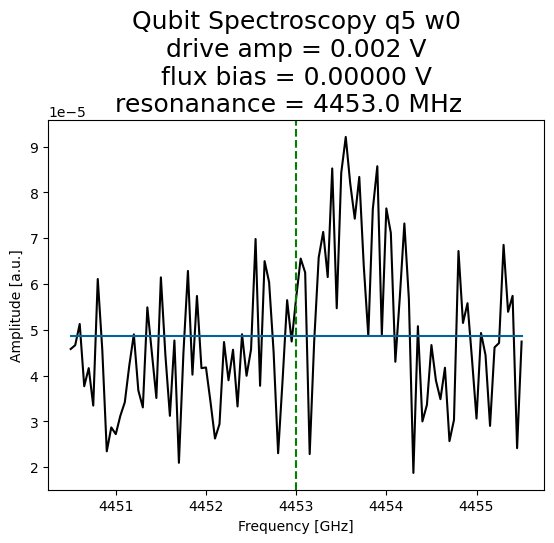 Qubit Spectroscopy q5 w0
drive amp = 0.002 V
flux bias = 0.00000 V
resonanance = 4453.0 MHz
1e−5
9
8
7
6
5
4
3
2
Amplitude [a.u.]
4451 4452 4453 4454 4455
Frequency [GHz]